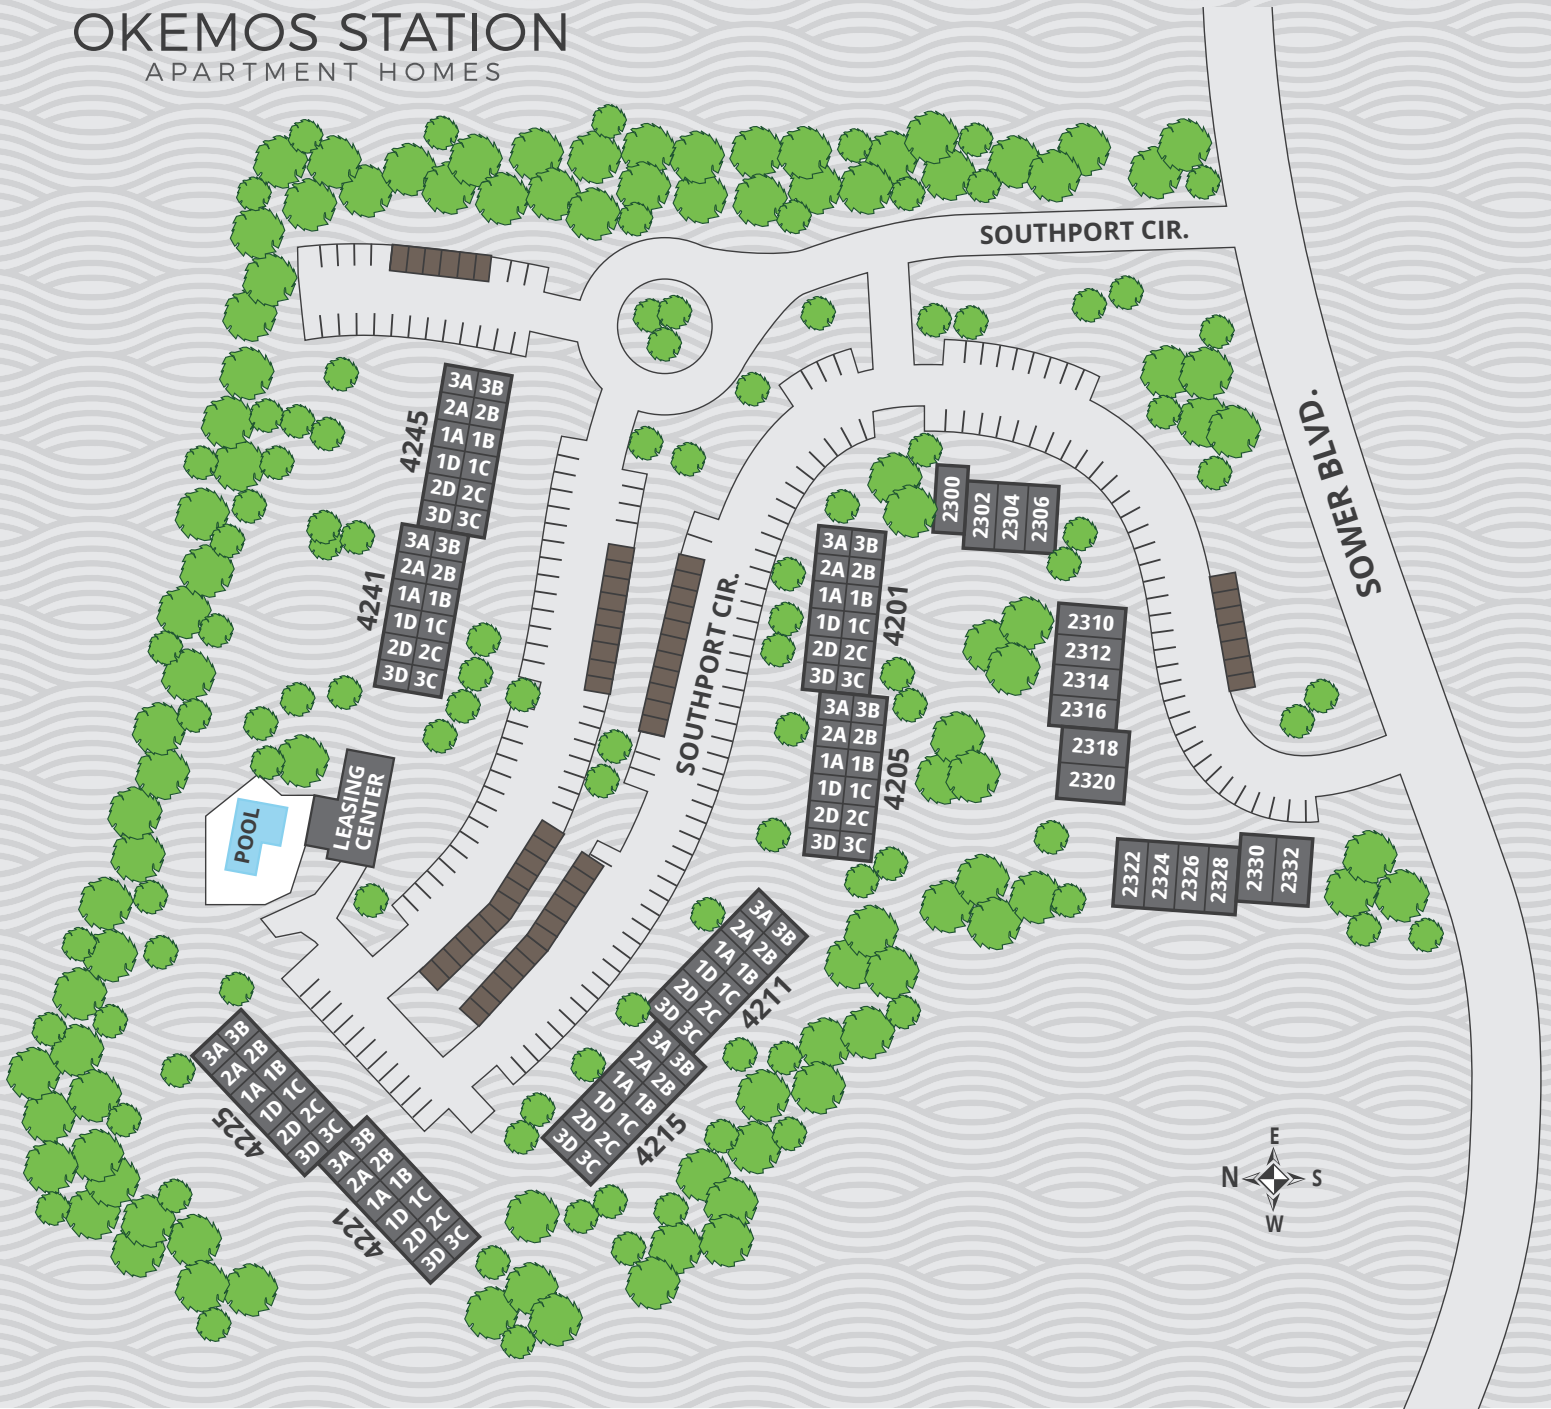 OKEMOS STATION
APARTMENT HOMES
SOUTHPORT CIR.
SOWER BLVD.
4245
3A 3B
2A 2B
1A 1B
1D 1C
2D 2C
3D 3C
4241
3A 3B
2A 2B
1A 1B
1D 1C
2D 2C
3D 3C
SOUTHPORT CIR.
2300
2302
2304
2306
4201
3A 3B
2A 2B
1A 1B
1D 1C
2D 2C
3D 3C
4205
3A 3B
2A 2B
1A 1B
1D 1C
2D 2C
3D 3C
2310
2312
2314
2316
2318
2320
LEASING
CENTER
POOL
2322
2324
2326
2328
2330
2332
4211
3A 3B
2A 2B
1A 1B
1D 1C
2D 2C
3D 3C
4215
3A 3B
2A 2B
1A 1B
1D 1C
2D 2C
3D 3C
4225
3A 3B
2A 2B
1A 1B
1D 1C
2D 2C
3D 3C
4221
3A 3B
2A 2B
1A 1B
1D 1C
2D 2C
3D 3C
E
N S
W